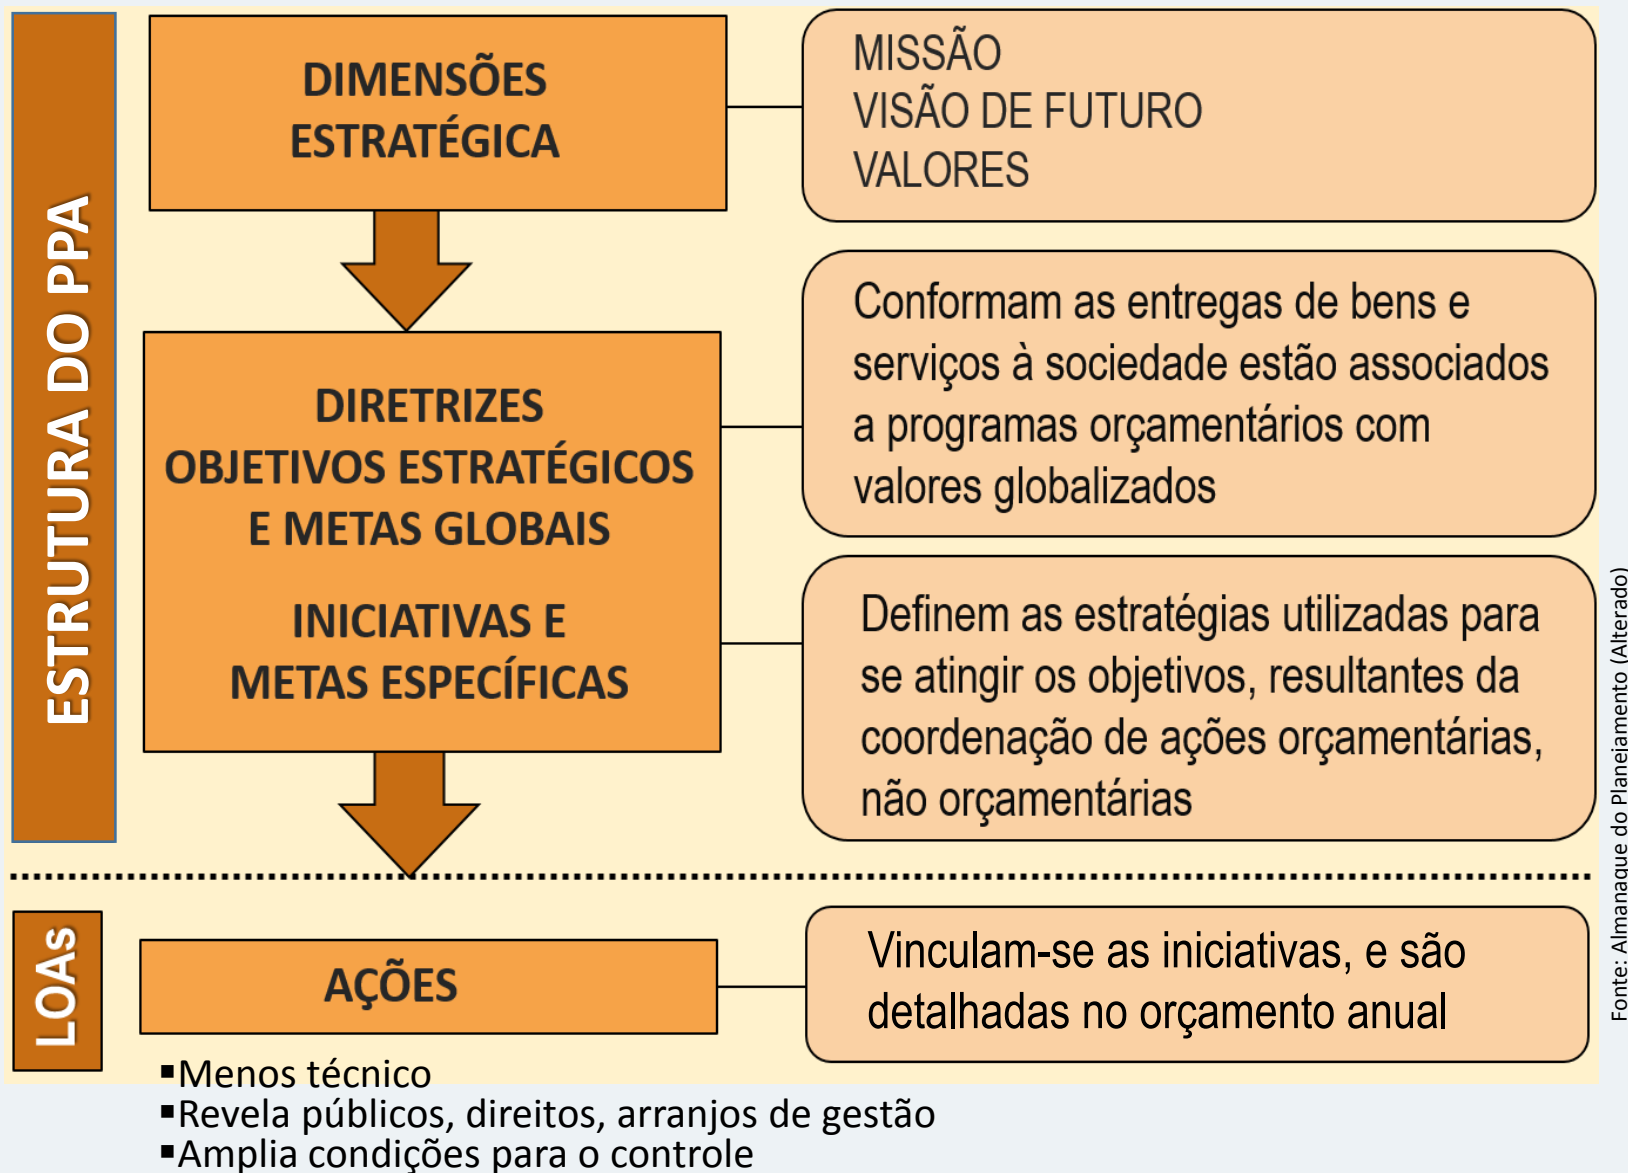 ESTRUTURA DO PPA
DIMENSÕES
ESTRATÉGICA
MISSÃO
VISÃO DE FUTURO
VALORES
DIRETRIZES
OBJETIVOS ESTRATÉGICOS
E METAS GLOBAIS
Conformam as entregas de bens e
serviços à sociedade estão associados
a programas orçamentários com
valores globalizados
INICIATIVAS E
METAS ESPECÍFICAS
Definem as estratégias utilizadas para
se atingir os objetivos, resultantes da
coordenação de ações orçamentárias,
não orçamentárias
LOAs
AÇÕES
Vinculam-se as iniciativas, e são
detalhadas no orçamento anual
▪Menos técnico
▪Revela públicos, direitos, arranjos de gestão
▪Amplia condições para o controle
Fonte: Almanaque do Planejamento (Alterado)